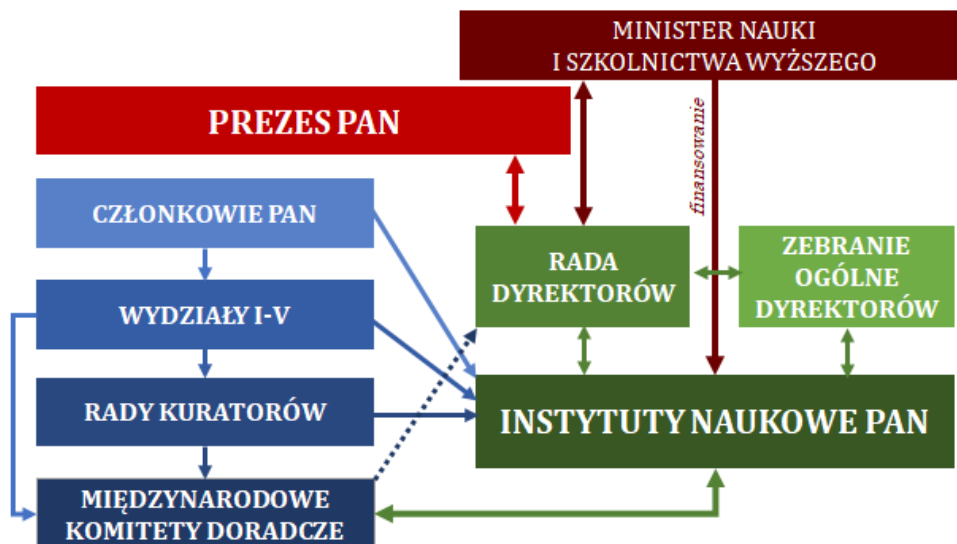 MINISTER NAUKI
I SZKOLNICTWA WYŻSZEGO
PREZES PAN
finansowanie
CZŁONKOWIE PAN
WYDZIAŁY I-V
RADY KURATORÓW
MIĘDZYNARODOWE
KOMITETY DORADCZE
RADA
DYREKTORÓW
ZEBRANIE
OGÓLNE
DYREKTORÓW
INSTYTUTY NAUKOWE PAN